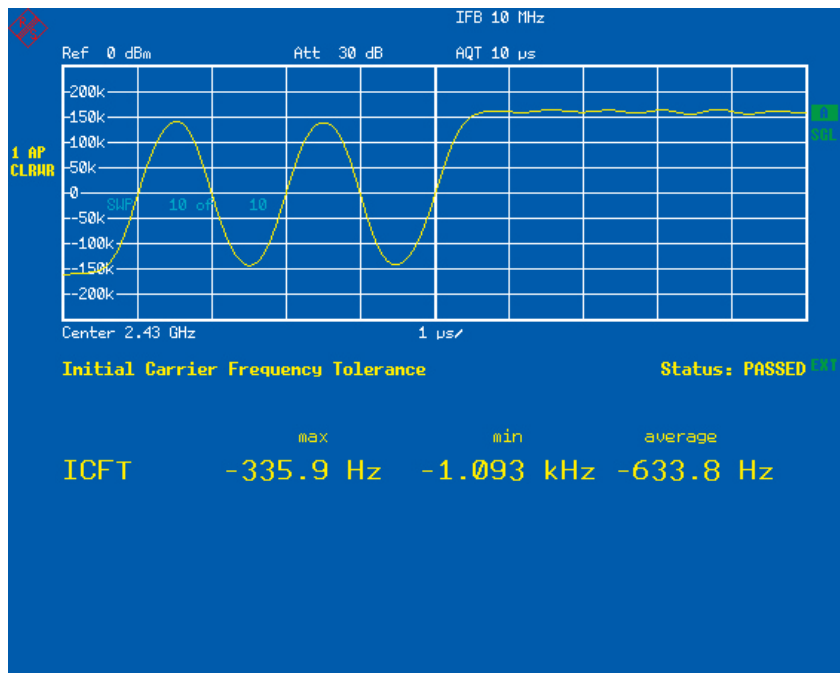 IFB 10 MHz
Ref 0 dBm Att 30 dB AQT 10 µs
200k
150k
A
100k
SGL
1 AP
CLRWR
50k
0
SWP 10 of 10
-50k
-100k
-150k
-200k
Center 2.43 GHz 1 µs/
Initial Carrier Frequency Tolerance Status: PASSED EXT
max min average
ICFT -335.9 Hz -1.093 kHz -633.8 Hz